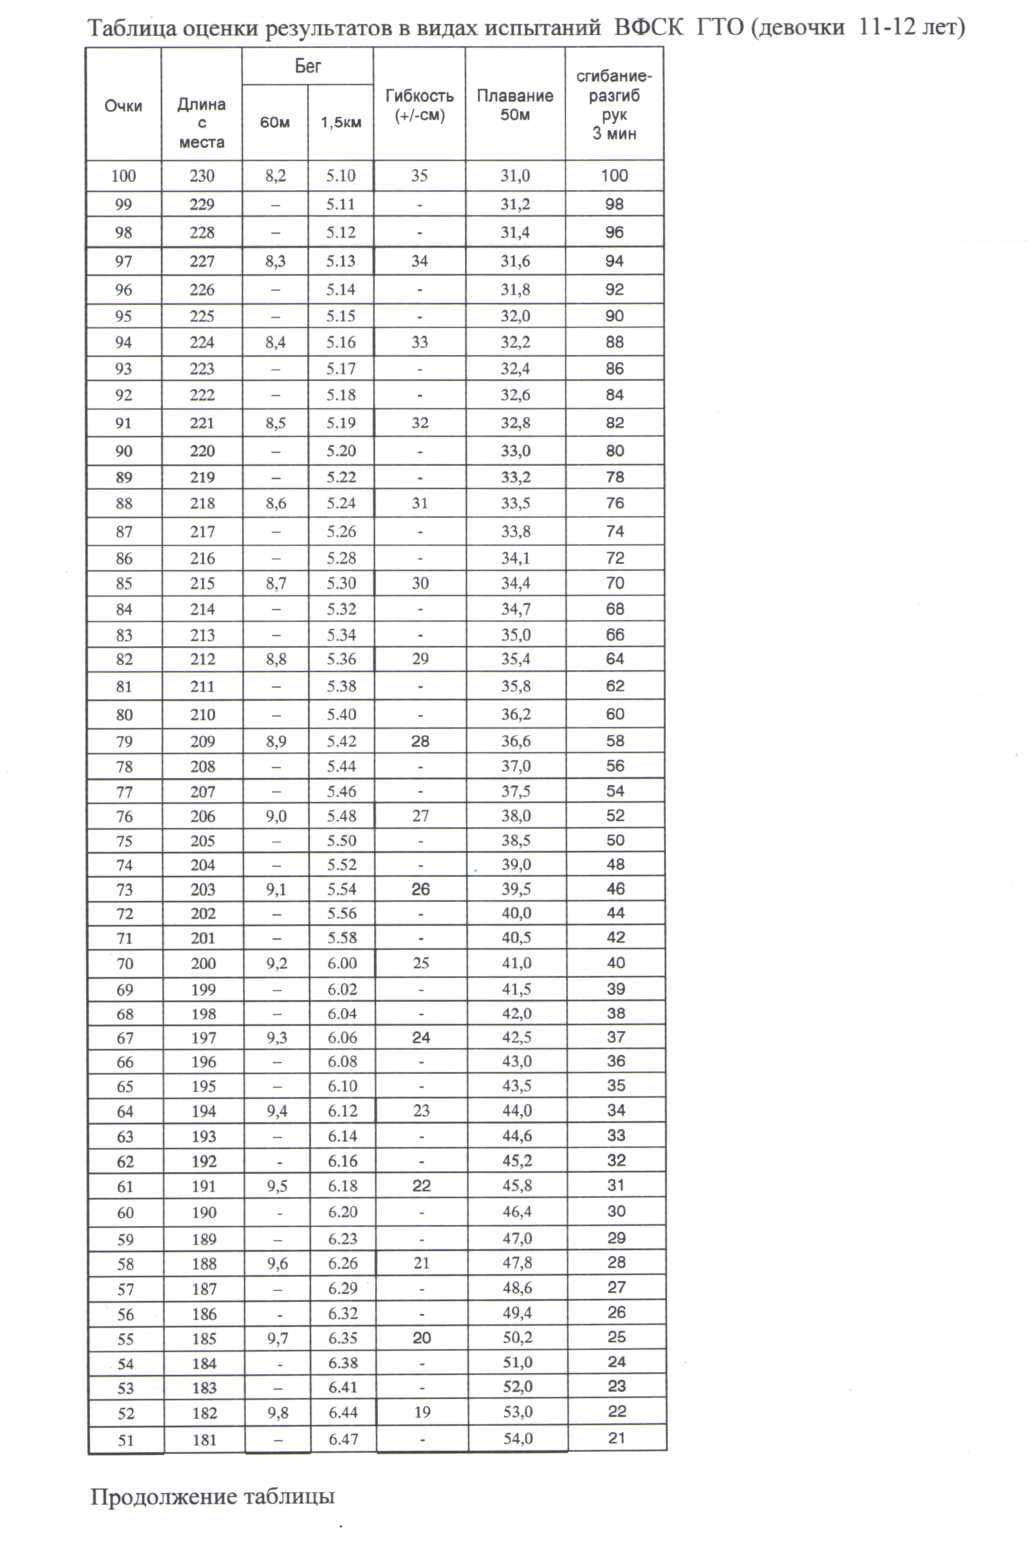 Таблица оценки результатов в видах испытаний ВФСК ГТО (девочки 11-12 лет)
Очки Длина с места Бег Гибкость (+/-см) Плавание 50м сгибание-разгиб рук 3 мин
60м 1,5км
100 230 8,2 5.10 35 31,0 100
99 229 – 5.11 - 31,2 98
98 228 – 5.12 - 31,4 96
97 227 8,3 5.13 34 31,6 94
96 226 – 5.14 - 31,8 92
95 225 – 5.15 - 32,0 90
94 224 8,4 5.16 33 32,2 88
93 223 – 5.17 - 32,4 86
92 222 – 5.18 - 32,6 84
91 221 8,5 5.19 32 32,8 82
90 220 – 5.20 - 33,0 80
89 219 – 5.22 - 33,2 78
88 218 8,6 5.24 31 33,5 76
87 217 – 5.26 - 33,8 74
86 216 – 5.28 - 34,1 72
85 215 8,7 5.30 30 34,4 70
84 214 – 5.32 - 34,7 68
83 213 – 5.34 - 35,0 66
82 212 8,8 5.36 29 35,4 64
81 211 – 5.38 - 35,8 62
80 210 – 5.40 - 36,2 60
79 209 8,9 5.42 28 36,6 58
78 208 – 5.44 - 37,0 56
77 207 – 5.46 - 37,5 54
76 206 9,0 5.48 27 38,0 52
75 205 – 5.50 - 38,5 50
74 204 – 5.52 - 39,0 48
73 203 9,1 5.54 26 39,5 46
72 202 – 5.56 - 40,0 44
71 201 – 5.58 - 40,5 42
70 200 9,2 6.00 25 41,0 40
69 199 – 6.02 - 41,5 39
68 198 – 6.04 - 42,0 38
67 197 9,3 6.06 24 42,5 37
66 196 – 6.08 - 43,0 36
65 195 – 6.10 - 43,5 35
64 194 9,4 6.12 23 44,0 34
63 193 – 6.14 - 44,6 33
62 192 - 6.16 - 45,2 32
61 191 9,5 6.18 22 45,8 31
60 190 - 6.20 - 46,4 30
59 189 – 6.23 - 47,0 29
58 188 9,6 6.26 21 47,8 28
57 187 – 6.29 - 48,6 27
56 186 - 6.32 - 49,4 26
55 185 9,7 6.35 20 50,2 25
54 184 - 6.38 - 51,0 24
53 183 – 6.41 - 52,0 23
52 182 9,8 6.44 19 53,0 22
51 181 – 6.47 - 54,0 21
Продолжение таблицы